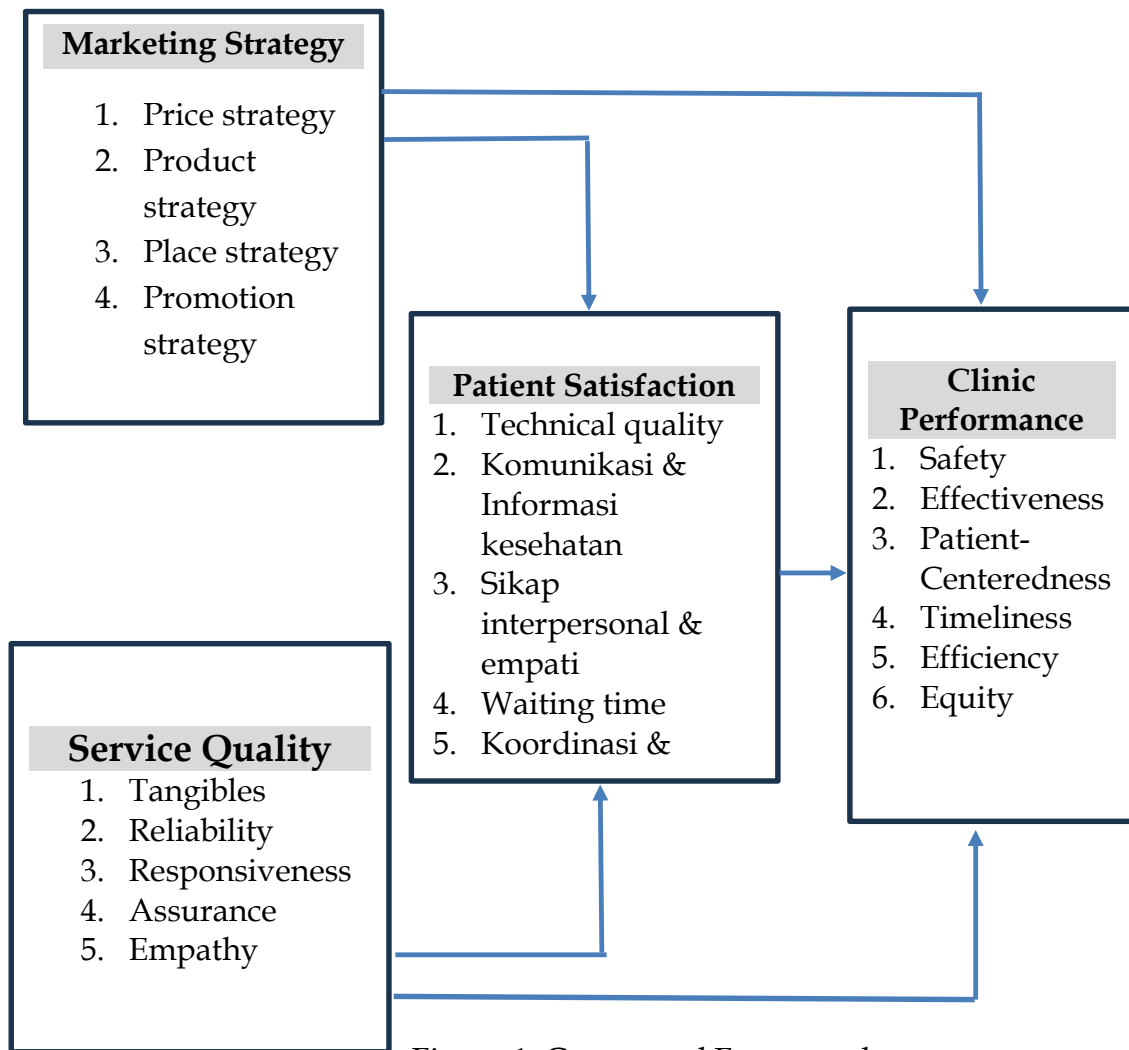 Marketing Strategy
1. Price strategy
2. Product
strategy
3. Place strategy
4. Promotion
strategy
Patient Satisfaction
1. Technical quality
2. Komunikasi &
Informasi
kesehatan
3. Sikap
interpersonal &
empati
4. Waiting time
5. Koordinasi &
Clinic
Performance
1. Safety
2. Effectiveness
3. Patient-
Centeredness
4. Timeliness
5. Efficiency
6. Equity
Service Quality
1. Tangibles
2. Reliability
3. Responsiveness
4. Assurance
5. Empathy